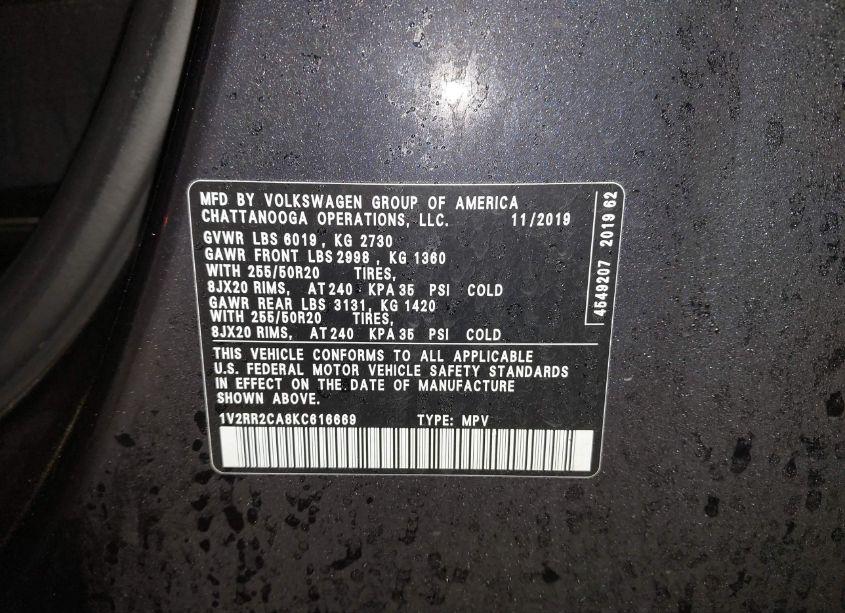 MFD BY VOLKSWAGEN GROUP OF AMERICA
CHATTANOOGA OPERATIONS, LLC. 11/2019
GVWR LBS 6019, KG 2730
GAWR FRONT LBS 2998, KG 1360
WITH 255/50R20 TIRES,
8JX20 RIMS, AT 240 KPA 35 PSI COLD
GAWR REAR LBS 3131, KG 1420
WITH 255/50R20 TIRES,
8JX20 RIMS, AT 240 KPA 35 PSI COLD
THIS VEHICLE CONFORMS TO ALL APPLICABLE
U.S. FEDERAL MOTOR VEHICLE SAFETY STANDARDS
IN EFFECT ON THE DATE OF MANUFACTURE
SHOWN ABOVE.
1V2RR2CA8KC616669 TYPE: MPV
4549207 2019 62